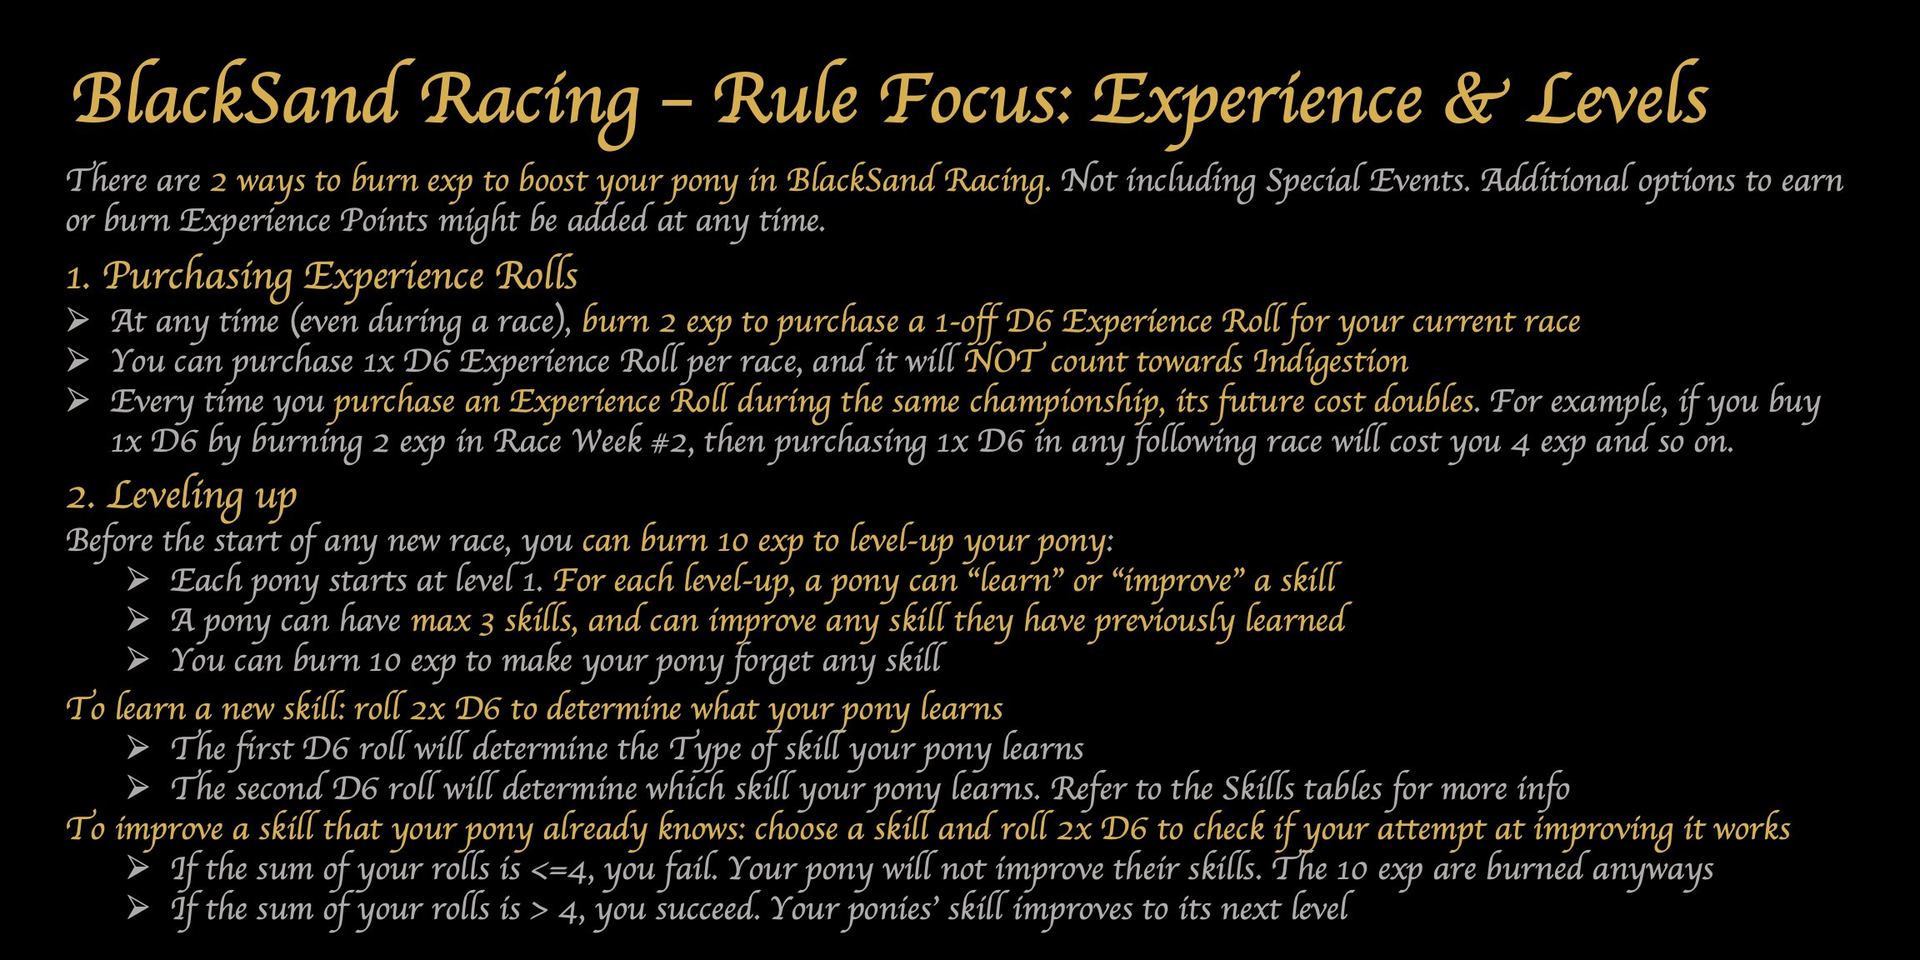 BlackSand Racing – Rule Focus: Experience & Levels
There are 2 ways to burn exp to boost your pony in BlackSand Racing. Not including Special Events. Additional options to earn
or burn Experience Points might be added at any time.
1. Purchasing Experience Rolls
➢ At any time (even during a race), burn 2 exp to purchase a 1-off D6 Experience Roll for your current race
➢ You can purchase 1x D6 Experience Roll per race, and it will NOT count towards Indigestion
➢ Every time you purchase an Experience Roll during the same championship, its future cost doubles. For example, if you buy
1x D6 by burning 2 exp in Race Week #2, then purchasing 1x D6 in any following race will cost you 4 exp and so on.
2. Leveling up
Before the start of any new race, you can burn 10 exp to level-up your pony:
➢ Each pony starts at level 1. For each level-up, a pony can “learn” or “improve” a skill
➢ A pony can have max 3 skills, and can improve any skill they have previously learned
➢ You can burn 10 exp to make your pony forget any skill
To learn a new skill: roll 2x D6 to determine what your pony learns
➢ The first D6 roll will determine the Type of skill your pony learns
➢ The second D6 roll will determine which skill your pony learns. Refer to the Skills tables for more info
To improve a skill that your pony already knows: choose a skill and roll 2x D6 to check if your attempt at improving it works
➢ If the sum of your rolls is <=4, you fail. Your pony will not improve their skills. The 10 exp are burned anyways
➢ If the sum of your rolls is > 4, you succeed. Your ponies’ skill improves to its next level